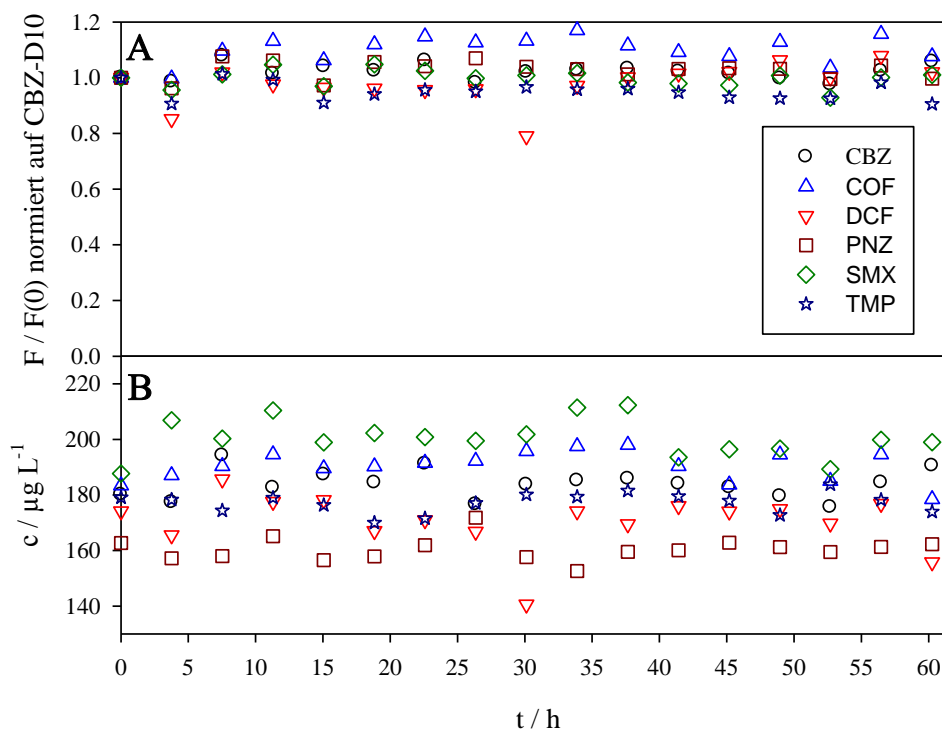 A
F / F(0) normiert auf CBZ-D10
1.2
1.0
0.8
0.6
0.4
0.2
0.0
CBZ
COF
DCF
PNZ
SMX
TMP
B
c / µg L⁻¹
220
200
180
160
140
0 5 10 15 20 25 30 35 40 45 50 55 60
t / h